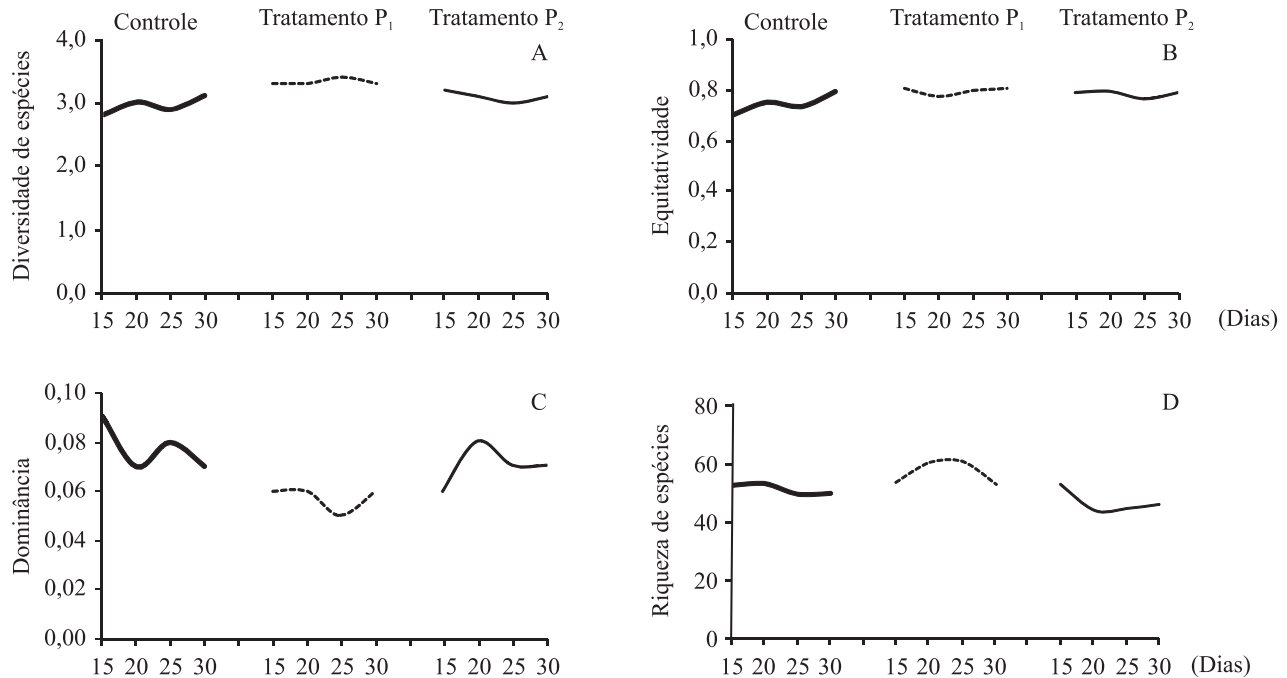 Controle Tratamento P₁ Tratamento P₂
A
Diversidade de espécies
4,0
3,0
2,0
1,0
0,0
15 20 25 30 15 20 25 30 15 20 25 30
Controle Tratamento P₁ Tratamento P₂
B
Equitatividade
1,0
0,8
0,6
0,4
0,2
0,0
15 20 25 30 15 20 25 30 15 20 25 30 (Dias)
C
Dominância
0,10
0,08
0,06
0,04
0,02
0,00
15 20 25 30 15 20 25 30 15 20 25 30
D
Riqueza de espécies
80
60
40
20
0
15 20 25 30 15 20 25 30 15 20 25 30 (Dias)